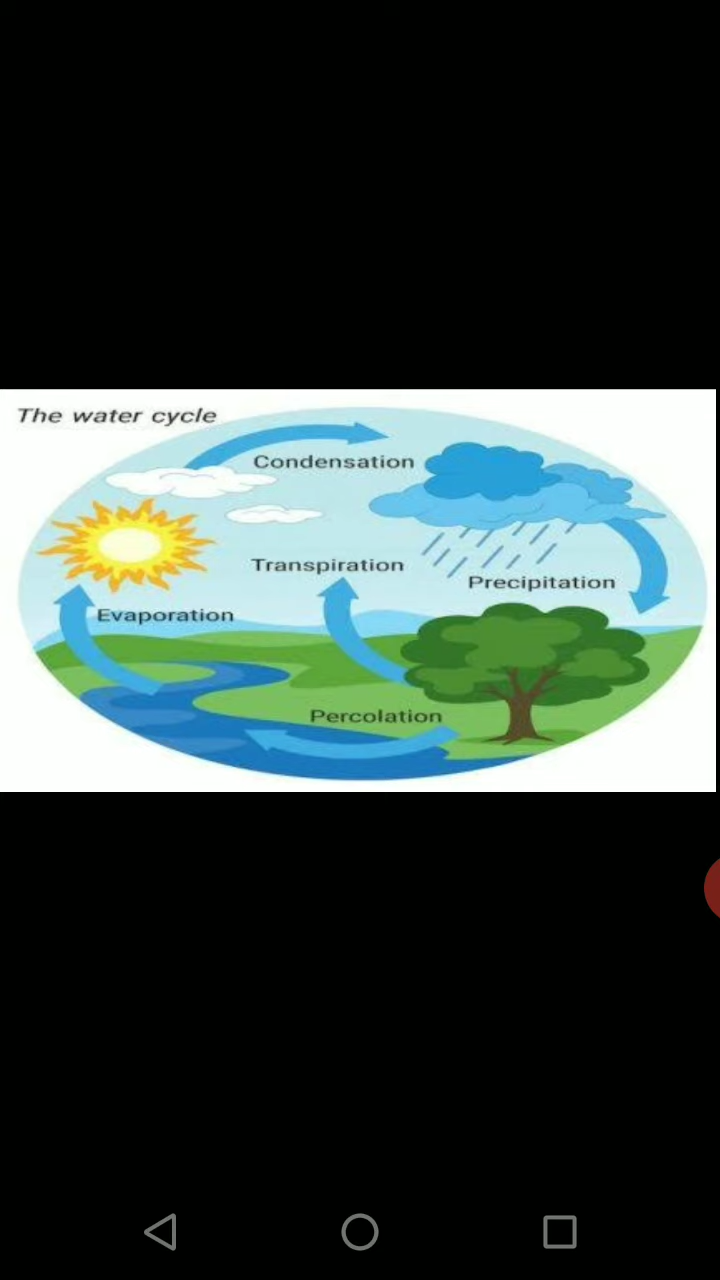 The water cycle
Condensation
Transpiration
Precipitation
Evaporation
Percolation